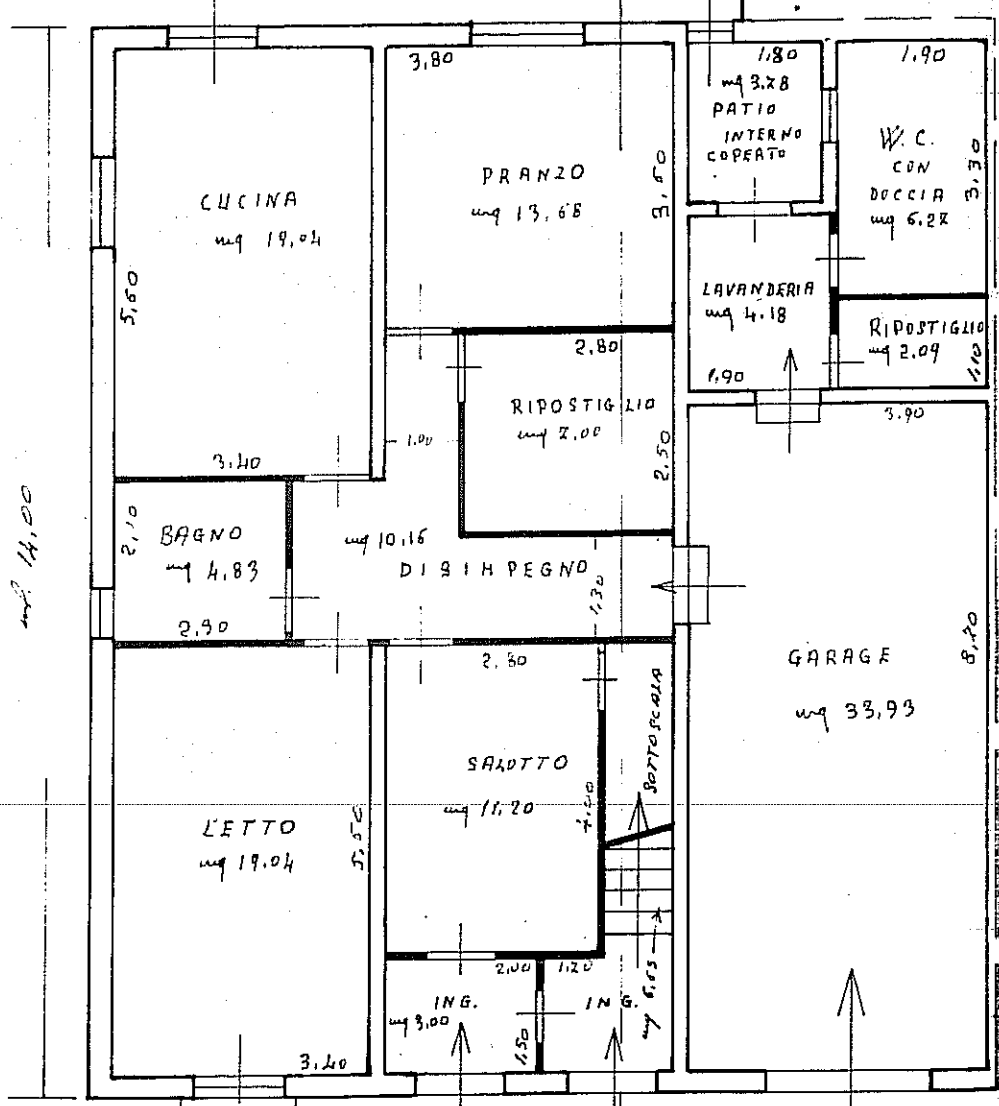 3,80
1,80
1,90
mq 3.78
PATIO
INTERNO
COPERTO
W.C.
CON
DOCCIA
mq 6.27
3,30
CUCINA
mq 19,04
5,60
3,40
PRANZO
mq 13,68
3,60
LAVANDERIA
mq 4.18
1,90
RIPOSTIGLIO
mq 2.09
1,10
2,80
RIPOSTIGLIO
mq 7,00
2,50
1,00
3,90
ml. 14,00
2,10
BAGNO
mq 4,83
2,30
mq 10,16
DISIMPEGNO
1,30
GARAGE
mq 33,93
8,70
2,80
SALOTTO
mq 11,20
4,00
SOTTOSCALA
LETTO
mq 19,04
5,50
3,40
2,00
1,20
ING.
mq 3,00
1,50
ING.